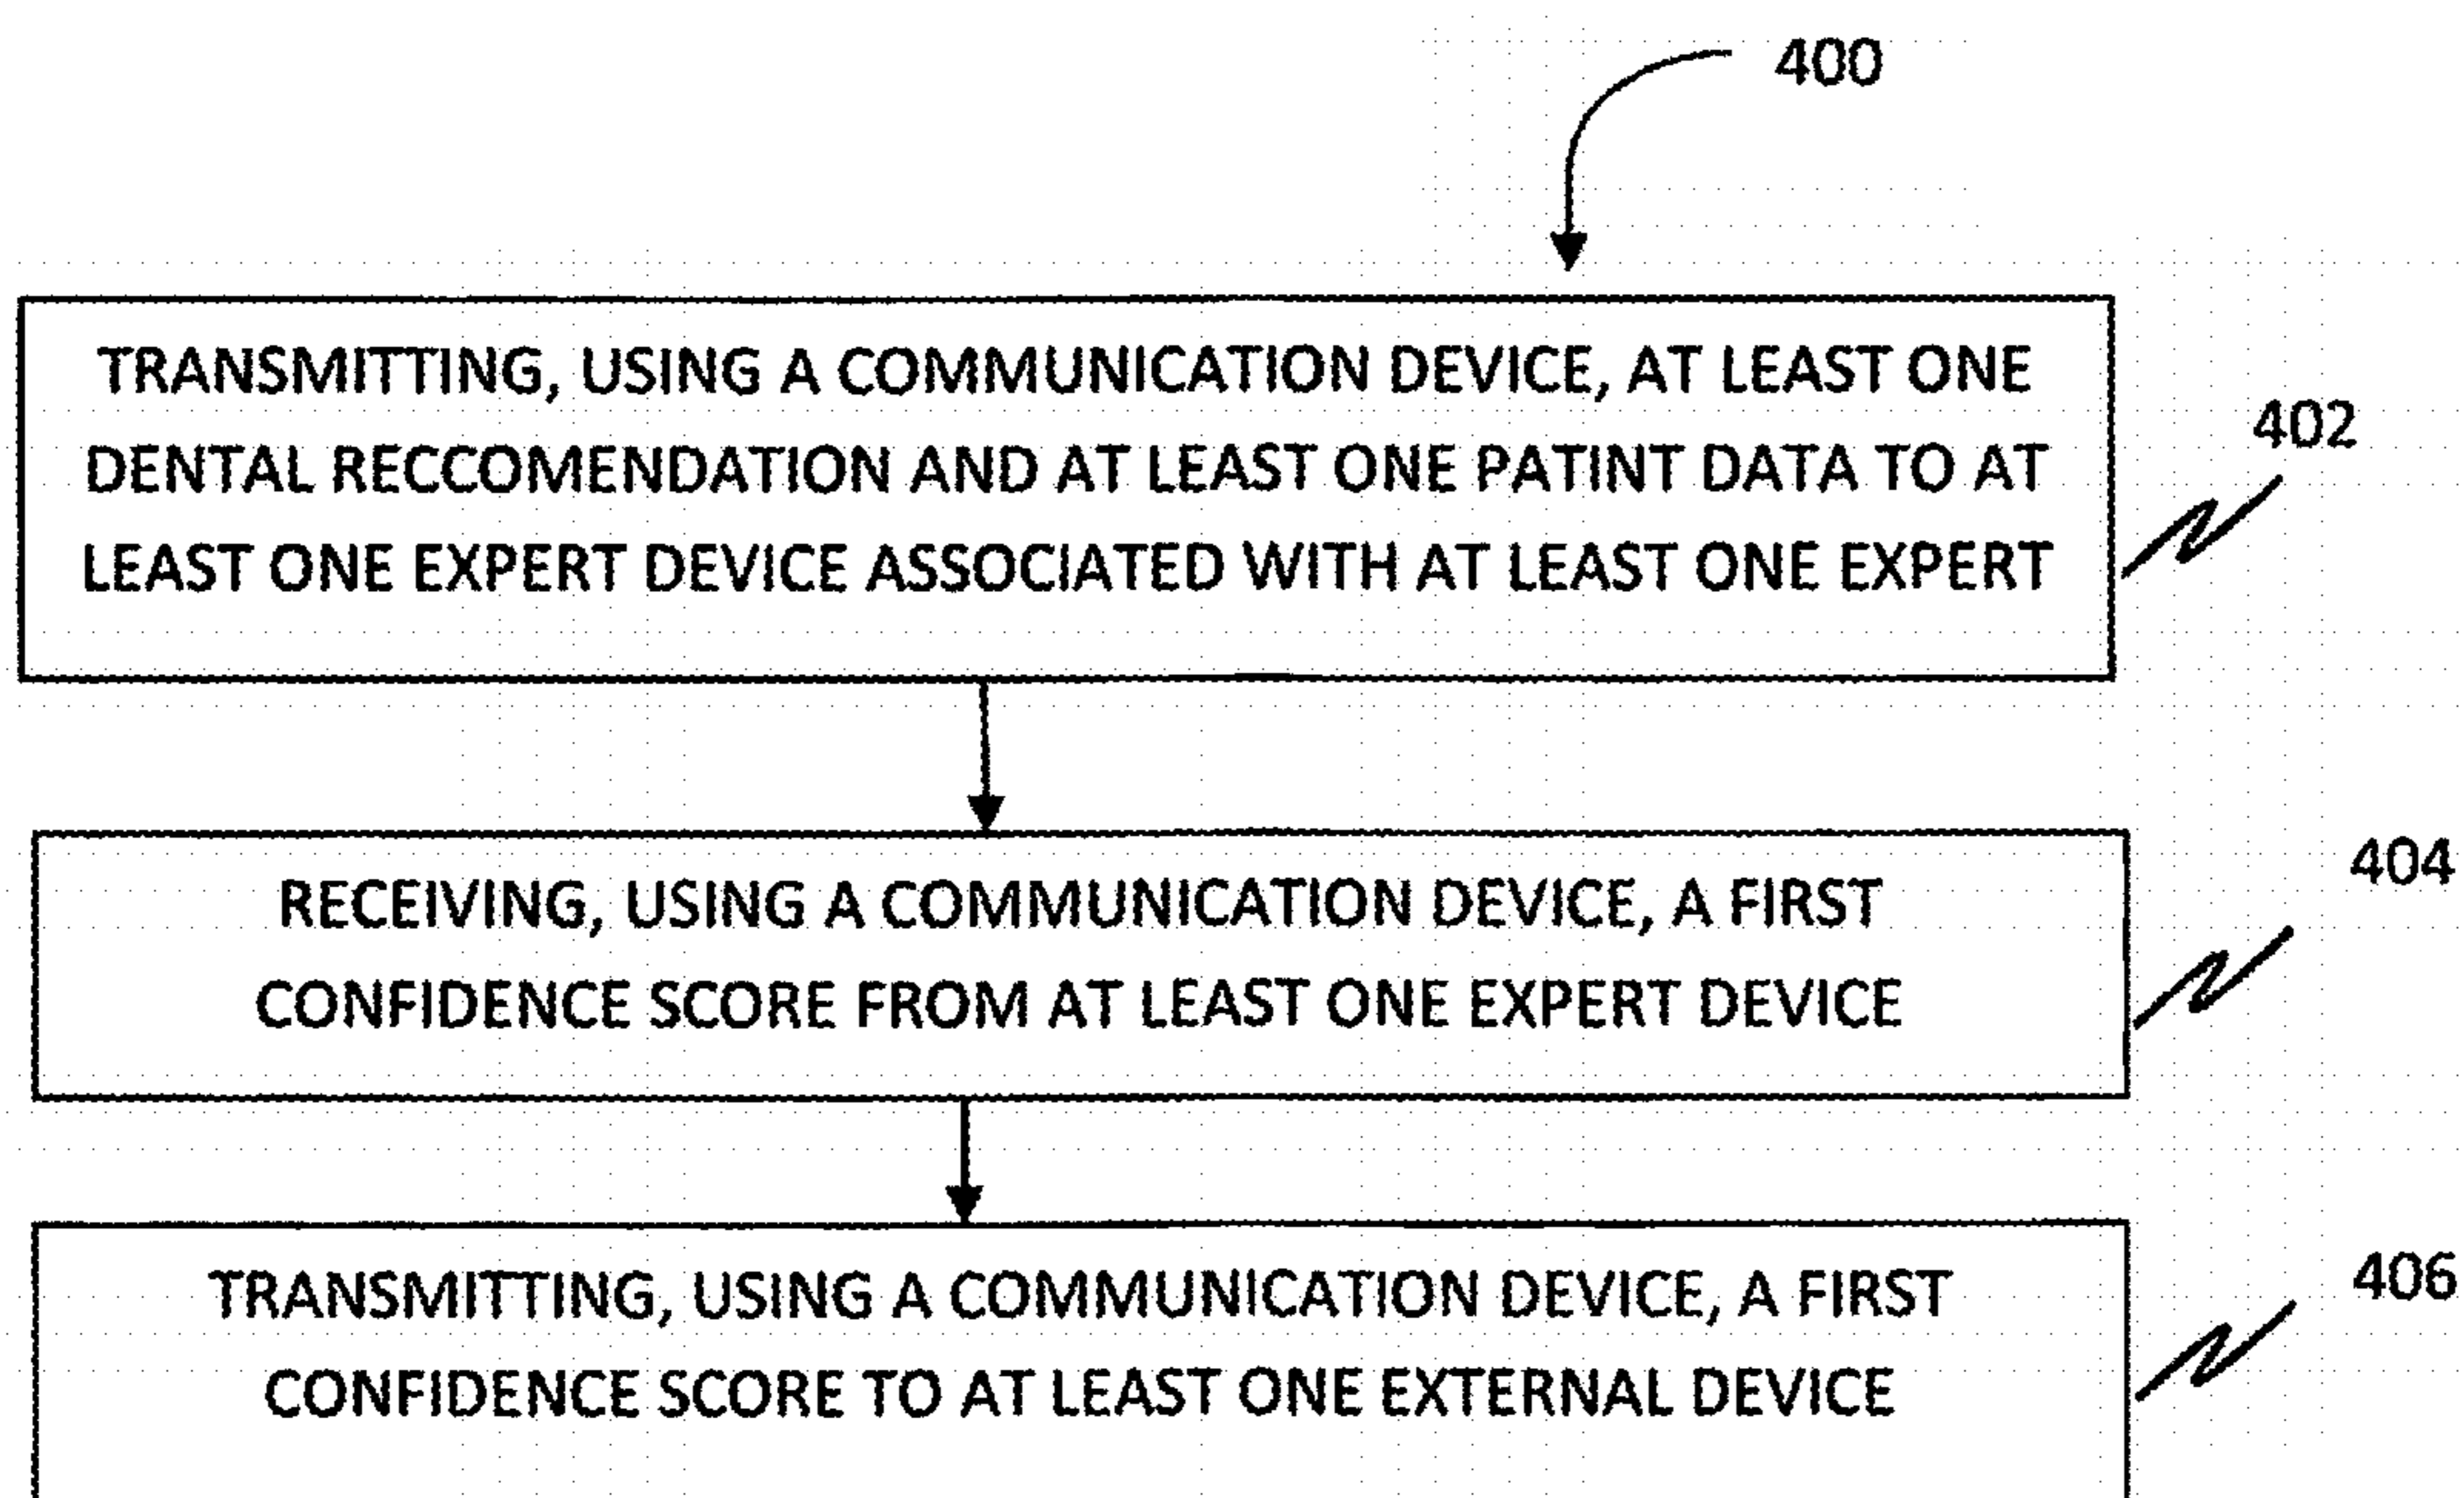 400
TRANSMITTING, USING A COMMUNICATION DEVICE, AT LEAST ONE
DENTAL RECCOMENDATION AND AT LEAST ONE PATINT DATA TO AT
LEAST ONE EXPERT DEVICE ASSOCIATED WITH AT LEAST ONE EXPERT
402
RECEIVING, USING A COMMUNICATION DEVICE, A FIRST
CONFIDENCE SCORE FROM AT LEAST ONE EXPERT DEVICE
404
TRANSMITTING, USING A COMMUNICATION DEVICE, A FIRST
CONFIDENCE SCORE TO AT LEAST ONE EXTERNAL DEVICE
406